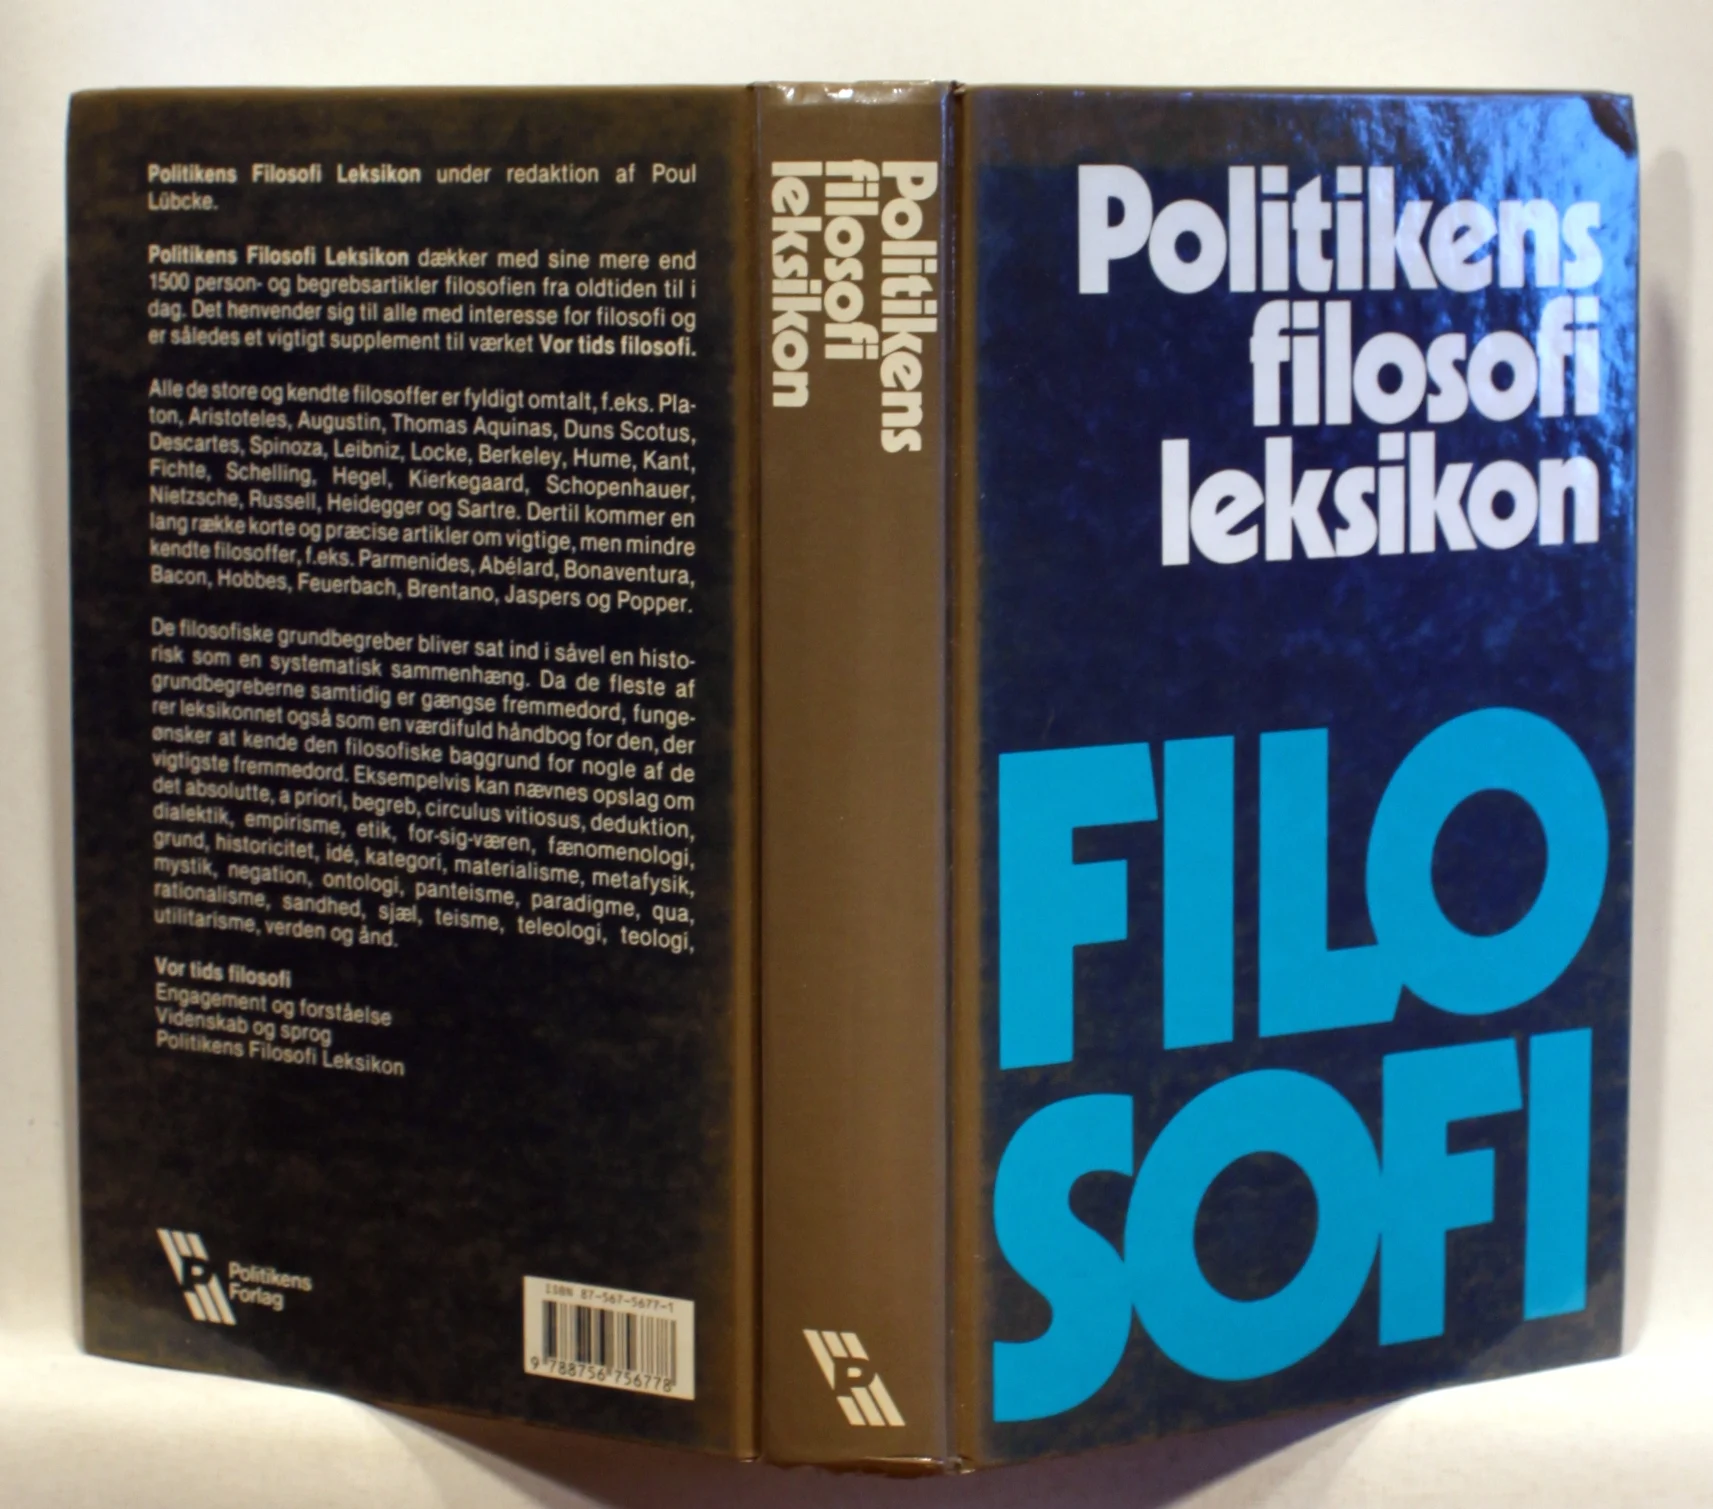 Politikens Filosofi Leksikon under redaktion af Poul
Lübcke.
Politikens Filosofi Leksikon dækker med sine mere end
1500 person- og begrebsartikler filosofien fra oldtiden til i
dag. Det henvender sig til alle med interesse for filosofi og
er således et vigtigt supplement til værket Vor tids filosofi.
Alle de store og kendte filosoffer er fyldigt omtalt, f.eks. Pla-
ton, Aristoteles, Augustin, Thomas Aquinas, Duns Scotus,
Descartes, Spinoza, Leibniz, Locke, Berkeley, Hume, Kant,
Fichte, Schelling, Hegel, Kierkegaard, Schopenhauer,
Nietzsche, Russell, Heidegger og Sartre. Dertil kommer en
lang række korte og præcise artikler om vigtige, men mindre
kendte filosoffer, f.eks. Parmenides, Abélard, Bonaventura,
Bacon, Hobbes, Feuerbach, Brentano, Jaspers og Popper.
De filosofiske grundbegreber bliver sat ind i såvel en histo-
risk som en systematisk sammenhæng. Da de fleste af
grundbegreberne samtidig er gængse fremmedord, funge-
rer leksikonnet også som en værdifuld håndbog for den, der
ønsker at kende den filosofiske baggrund for nogle af de
vigtigste fremmedord. Eksempelvis kan nævnes opslag om
det absolutte, a priori, begreb, circulus vitiosus, deduktion,
dialektik, empirisme, etik, for-sig-væren, fænomenologi,
grund, historicitet, idé, kategori, materialisme, metafysik,
mystik, negation, ontologi, panteisme, paradigme, qua,
rationalisme, sandhed, sjæl, teisme, teleologi, teologi,
utilitarisme, verden og ånd.
Vor tids filosofi
Engagement og forståelse
Videnskab og sprog
Politikens Filosofi Leksikon
P
Politikens
Forlag
ISBN 87-567-5677-1
9 788756 756778
Politikens
filosofi
leksikon
P
Politikens
filosofi
leksikon
FILO
SOFI